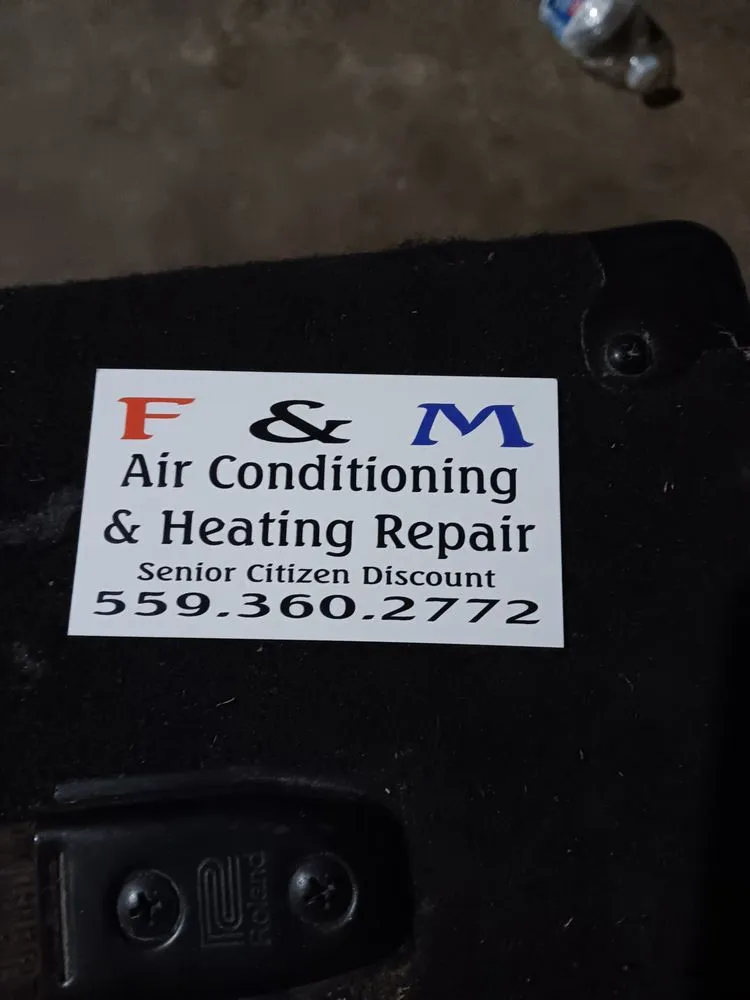 F & M
Air Conditioning
& Heating Repair
Senior Citizen Discount
559.360.2772
Roland